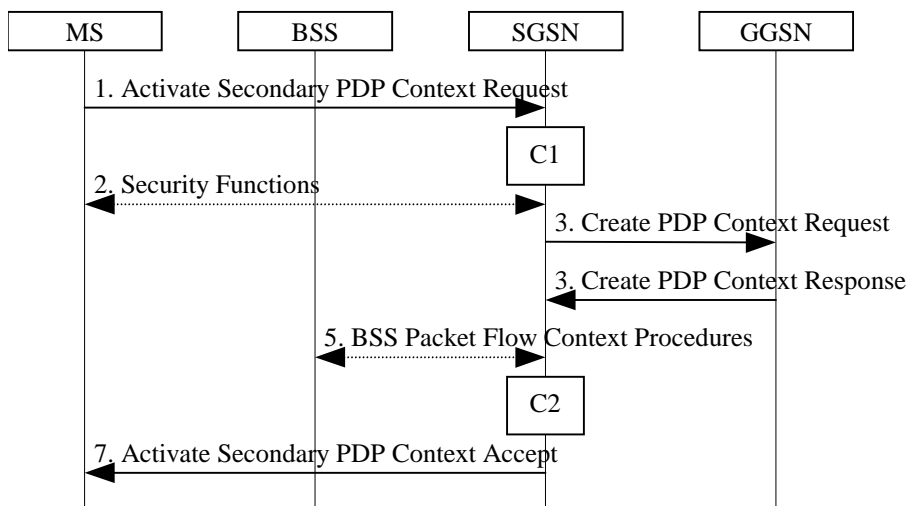 MS
BSS
SGSN
GGSN
1. Activate Secondary PDP Context Request
C1
2. Security Functions
3. Create PDP Context Request
3. Create PDP Context Response
5. BSS Packet Flow Context Procedures
C2
7. Activate Secondary PDP Context Accept